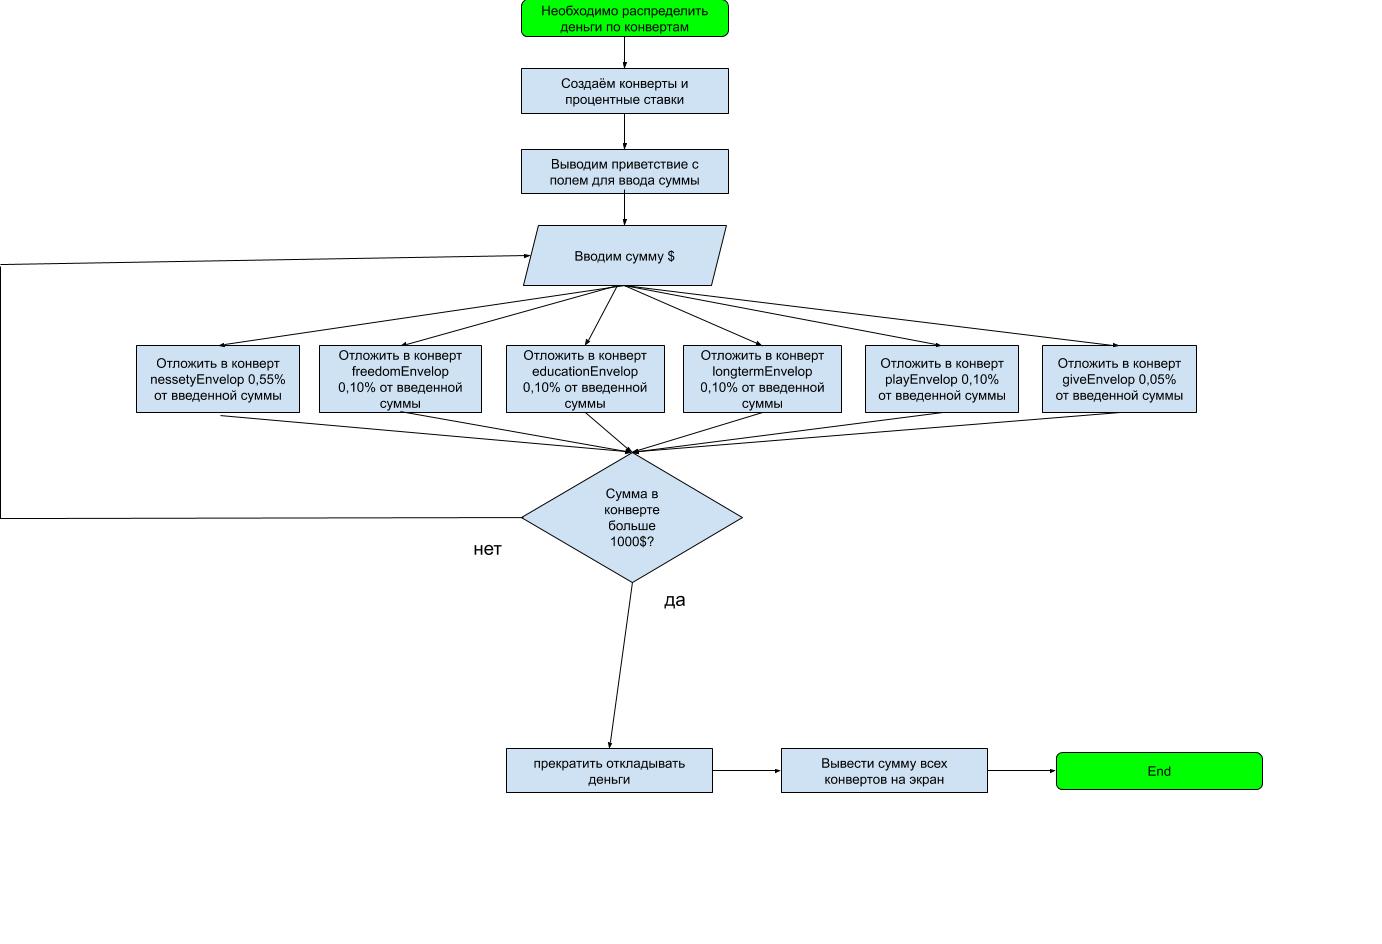 Необходимо распределить
деньги по конвертам
Создаём конверты и
процентные ставки
Выводим приветствие с
полем для ввода суммы
Вводим сумму $
Отложить в конверт
nessetyEnvelop 0,55%
от введенной суммы
Отложить в конверт
freedomEnvelop
0,10% от введенной
суммы
Отложить в конверт
educationEnvelop
0,10% от введенной
суммы
Отложить в конверт
longtermEnvelop
0,10% от введенной
суммы
Отложить в конверт
playEnvelop 0,10%
от введенной суммы
Отложить в конверт
giveEnvelop 0,05%
от введенной суммы
Сумма в
конверте
больше
1000$?
нет
да
прекратить откладывать
деньги
Вывести сумму всех
конвертов на экран
End